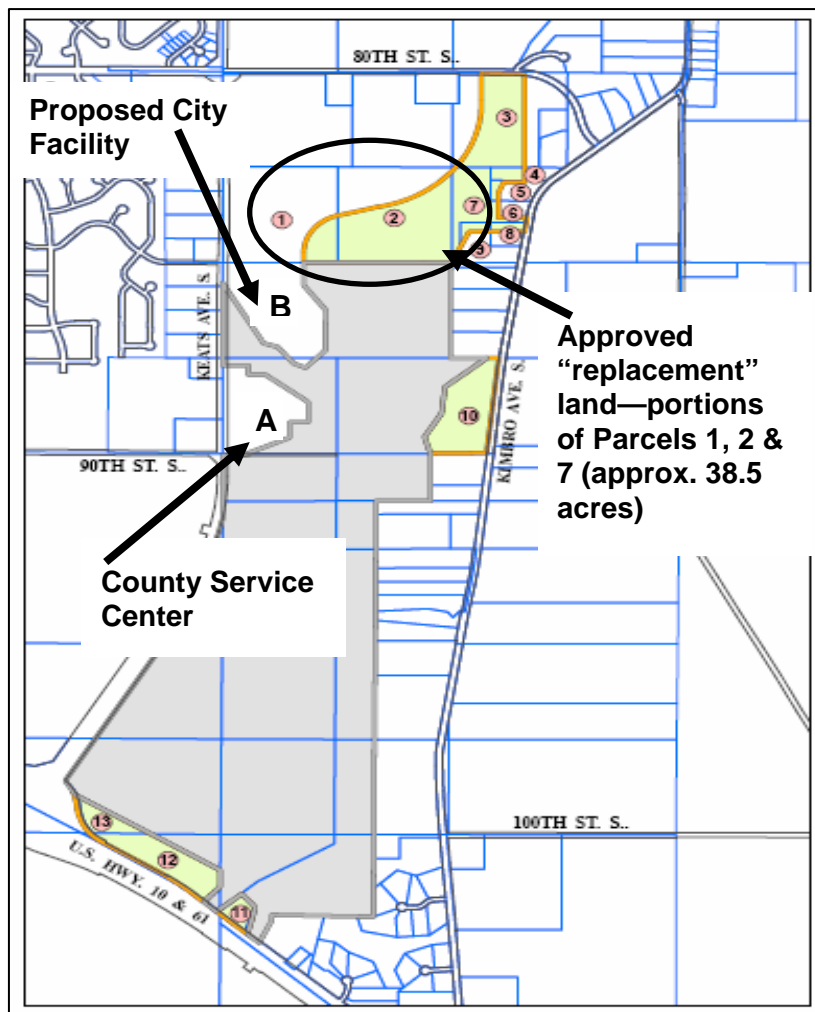 80TH ST. S..
Proposed City
Facility
3
4
5
7
6
1
2
8
9
B
KEATS AVE. S.
Approved
“replacement”
land—portions
of Parcels 1, 2 &
7 (approx. 38.5
acres)
10
A
KIMBRO AVE. S.
90TH ST. S..
County Service
Center
100TH ST. S..
13
12
U.S. HWY. 10 & 61
11